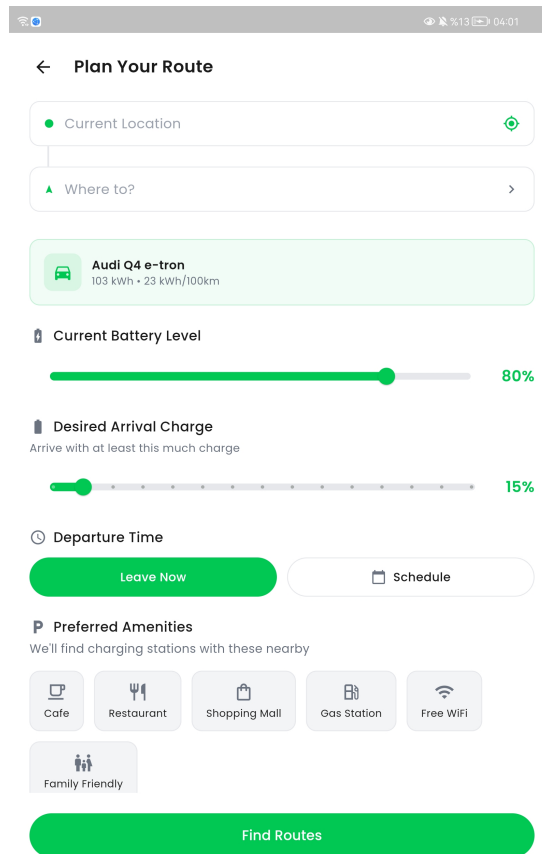 %13 04:01
Plan Your Route
Current Location
Where to?
Audi Q4 e-tron
103 kWh • 23 kWh/100km
Current Battery Level
80%
Desired Arrival Charge
Arrive with at least this much charge
15%
Departure Time
Leave Now
Schedule
P Preferred Amenities
We'll find charging stations with these nearby
Cafe
Restaurant
Shopping Mall
Gas Station
Free WiFi
Family Friendly
Find Routes